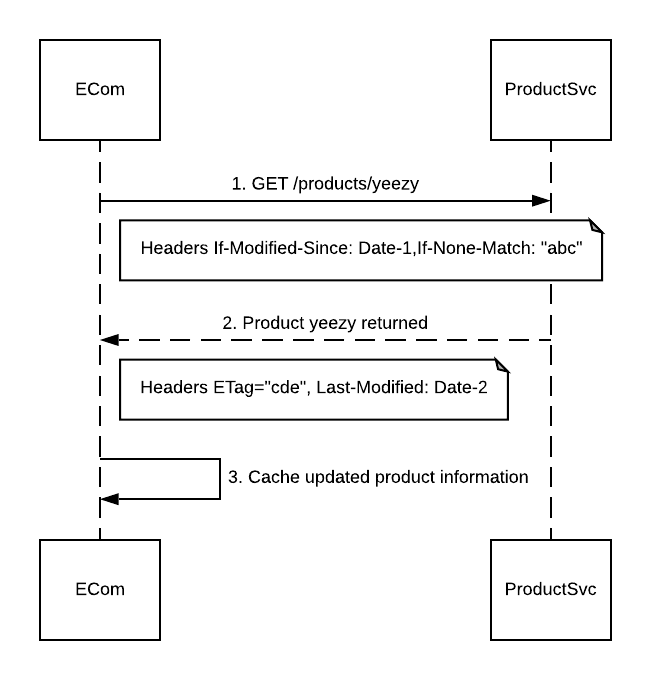 ECom
ProductSvc
1. GET /products/yeezy
Headers If-Modified-Since: Date-1,If-None-Match: "abc"
2. Product yeezy returned
Headers ETag="cde", Last-Modified: Date-2
3. Cache updated product information
ECom
ProductSvc